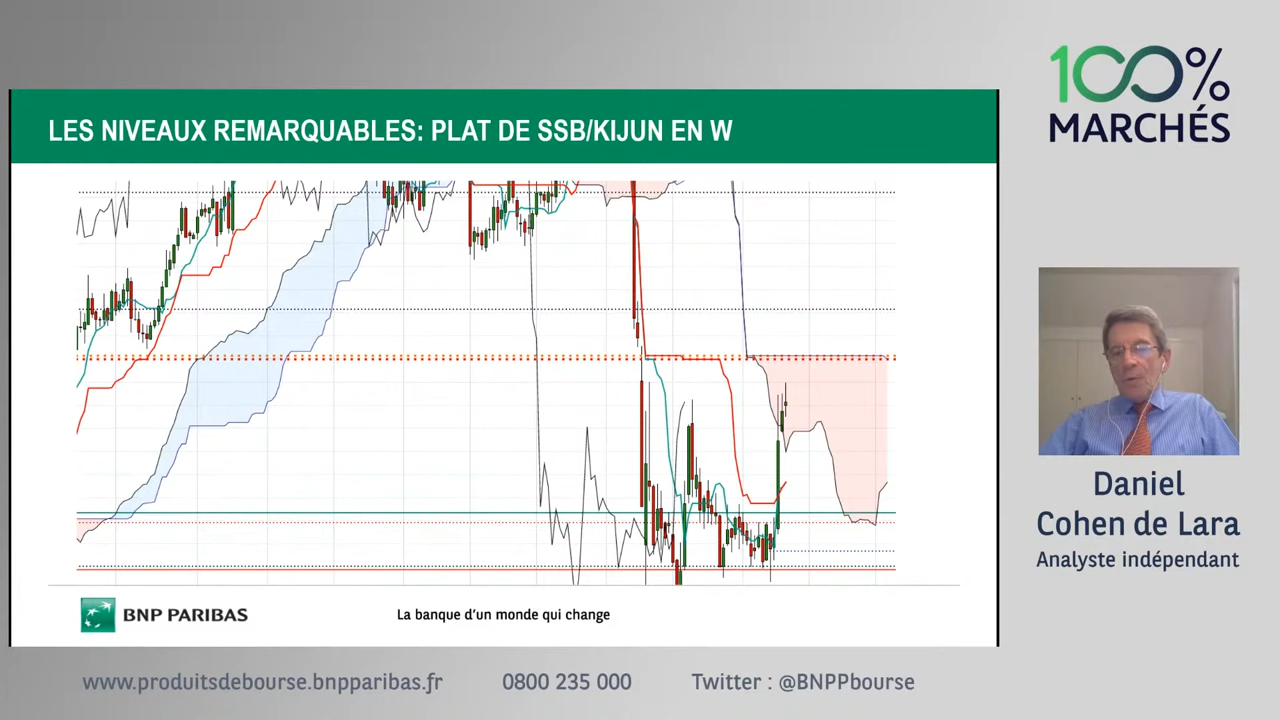 LES NIVEAUX REMARQUABLES: PLAT DE SSB/KIJUN EN W
BNP PARIBAS
La banque d'un monde qui change
100%
MARCHÉS
Daniel
Cohen de Lara
Analyste indépendant
www.produitsdebourse.bnpparibas.fr
0800 235 000
Twitter : @BNPPbourse